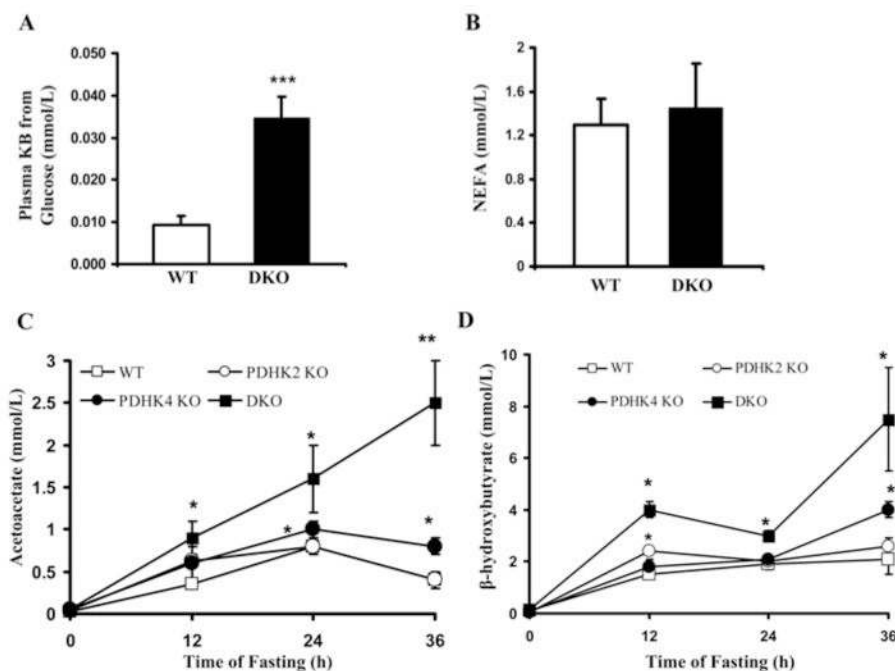 A
Plasma KB from
Glucose (mmol/L)
0.050
0.040
0.030
0.020
0.010
0.000
***
WT
DKO
B
NEFA (mmol/L)
2
1.6
1.2
0.8
0.4
0
WT
DKO
C
Acetoacetate (mmol/L)
3
2.5
2
1.5
1
0.5
0
WT
PDHK2 KO
PDHK4 KO
DKO
*
*
*
*
**
0
12
24
36
Time of Fasting (h)
D
β-hydroxybutyrate (mmol/L)
10
8
6
4
2
0
WT
PDHK2 KO
PDHK4 KO
DKO
*
*
*
*
*
0
12
24
36
Time of Fasting (h)